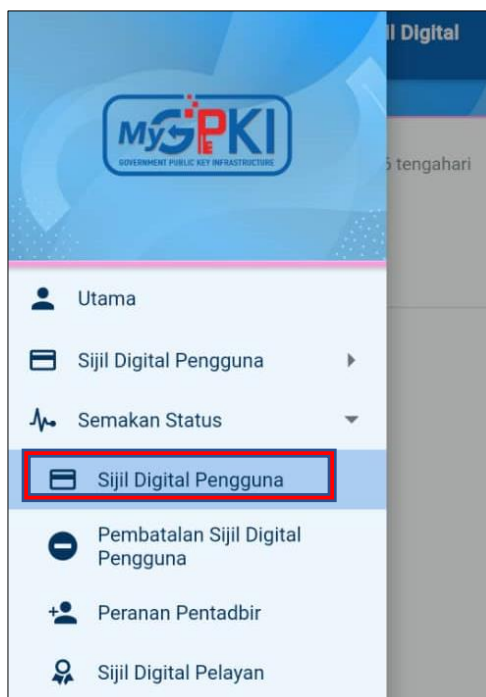 il Digital
MyGPKI
GOVERNMENT PUBLIC KEY INFRASTRUCTURE
tengahari
Utama
Sijil Digital Pengguna
Semakan Status
Sijil Digital Pengguna
Pembatalan Sijil Digital
Pengguna
Peranan Pentadbir
Sijil Digital Pelayan